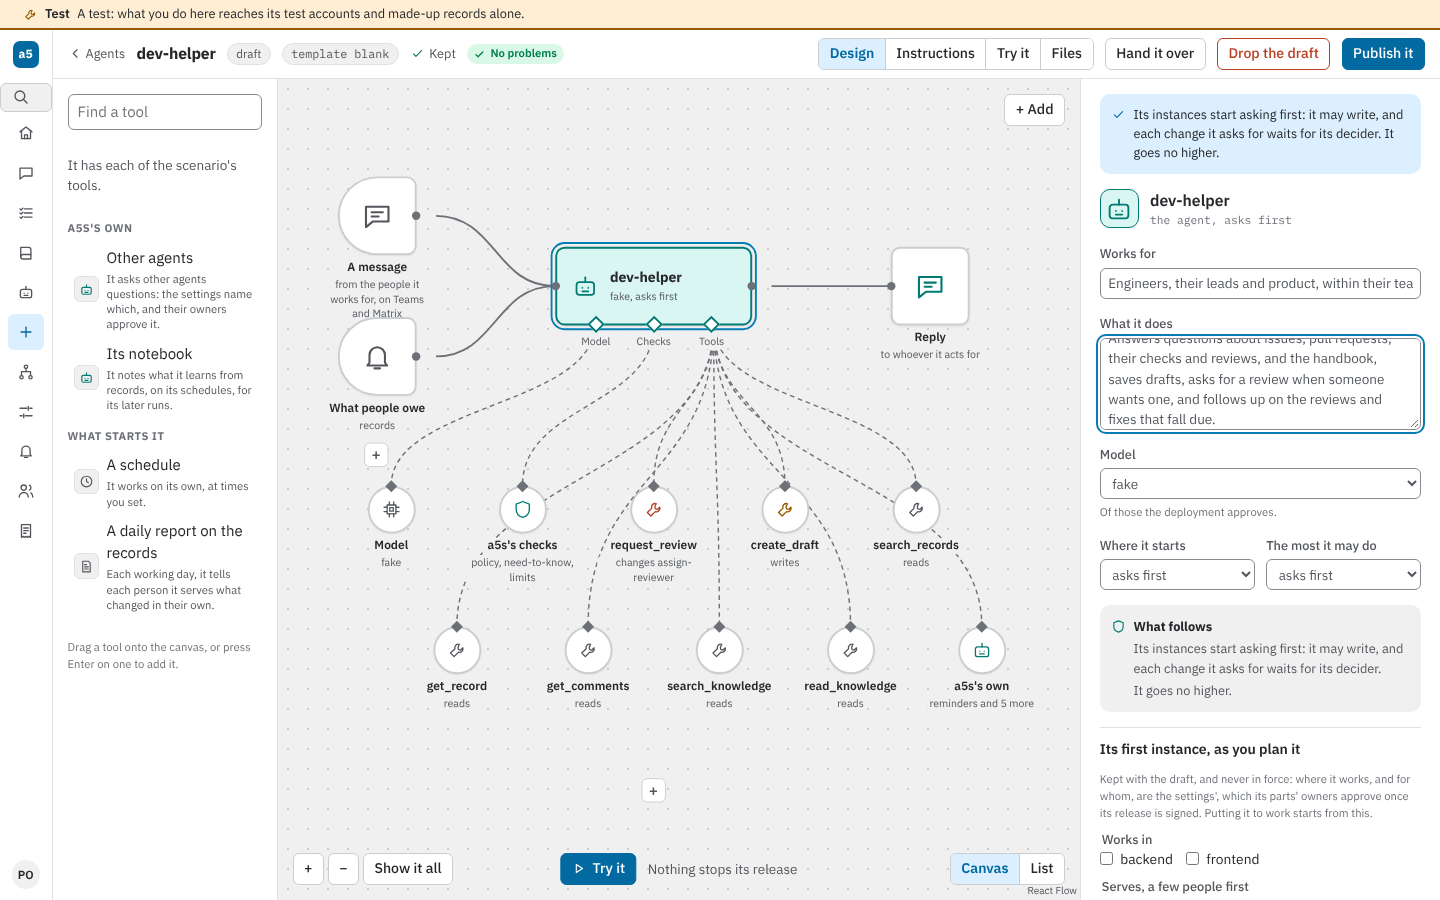 Test A test: what you do here reaches its test accounts and made-up records alone.
a5
Agents
dev-helper
draft
template blank
Kept
No problems
Design
Instructions
Try it
Files
Hand it over
Drop the draft
Publish it
Find a tool
It has each of the scenario's
tools.
A5S'S OWN
Other agents
It asks other agents
questions: the settings name
which, and their owners
approve it.
Its notebook
It notes what it learns from
records, on its schedules, for
its later runs.
WHAT STARTS IT
A schedule
It works on its own, at times
you set.
A daily report on the
records
Each working day, it tells
each person it serves what
changed in their own.
Drag a tool onto the canvas, or press
Enter on one to add it.
PO
+ Add
A message
from the people it
works for, on Teams
and Matrix
What people owe
records
+
dev-helper
fake, asks first
Model
Checks
Tools
Reply
to whoever it acts for
Model
fake
a5s's checks
policy, need-to-know,
limits
request_review
changes assign-
reviewer
create_draft
writes
search_records
reads
get_record
reads
get_comments
reads
search_knowledge
reads
read_knowledge
reads
a5s's own
reminders and 5 more
+
+
−
Show it all
Try it
Nothing stops its release
Canvas
List
React Flow
Its instances start asking first: it may write, and
each change it asks for waits for its decider. It
goes no higher.
dev-helper
the agent, asks first
Works for
Engineers, their leads and product, within their tea
What it does
Answers questions about issues, pull requests,
their checks and reviews, and the handbook,
saves drafts, asks for a review when someone
wants one, and follows up on the reviews and
fixes that fall due.
Model
fake
Of those the deployment approves.
Where it starts
The most it may do
asks first
asks first
What follows
Its instances start asking first: it may write, and
each change it asks for waits for its decider.
It goes no higher.
Its first instance, as you plan it
Kept with the draft, and never in force: where it works, and for
whom, are the settings', which its parts' owners approve once
its release is signed. Putting it to work starts from this.
Works in
backend
frontend
Serves, a few people first